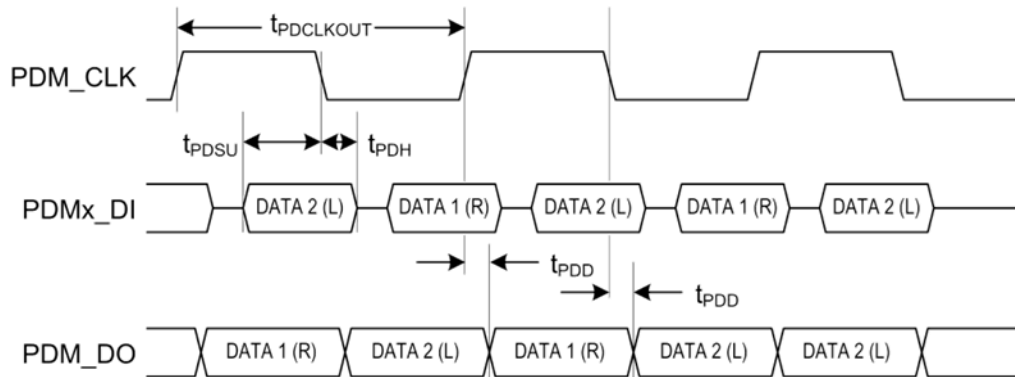 tPDCLKOUT
PDM_CLK
tPDSU
tPDH
PDMx_DI
DATA 2 (L) DATA 1 (R) DATA 2 (L) DATA 1 (R) DATA 2 (L)
tPDD
tPDD
PDM_DO
DATA 1 (R) DATA 2 (L) DATA 1 (R) DATA 2 (L) DATA 2 (L)